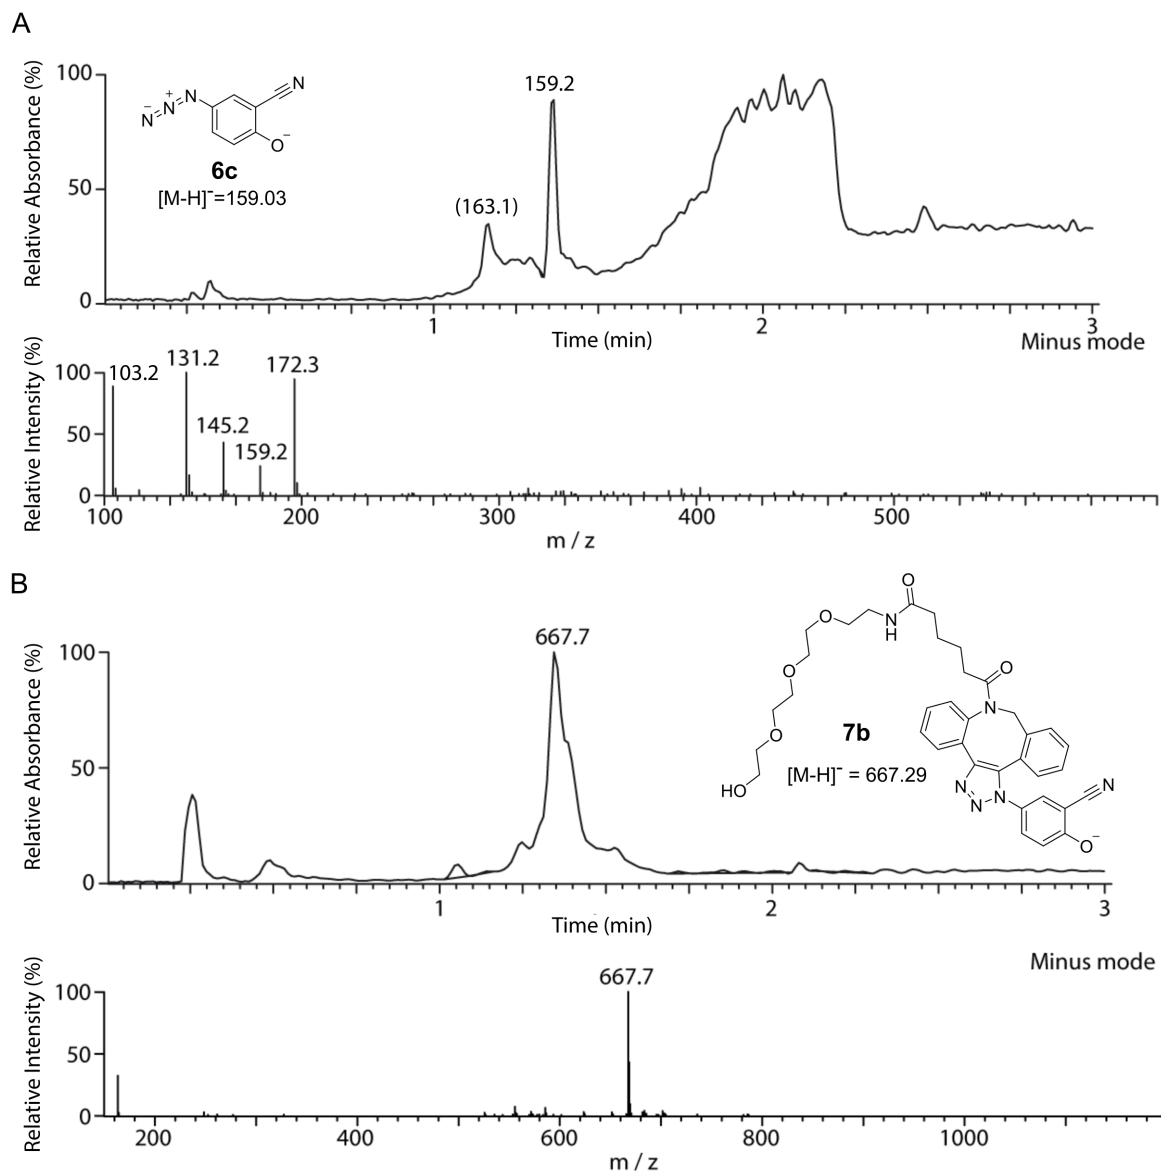 A
Relative Absorbance (%)
100
50
0
N
−
N
+
N
N
O
−
6c
[M-H]⁻=159.03
(163.1)
159.2
1
2
3
Time (min)
Minus mode
Relative Intensity (%)
100
50
0
103.2
131.2
145.2
159.2
172.3
100
200
300
400
500
m / z
B
Relative Absorbance (%)
100
50
0
667.7
O
O
N
H
O
O
O
N
HO
N
N
N
N
O
−
7b
[M-H]⁻ = 667.29
1
2
3
Time (min)
Minus mode
Relative Intensity (%)
100
50
0
667.7
200
400
600
800
1000
m / z